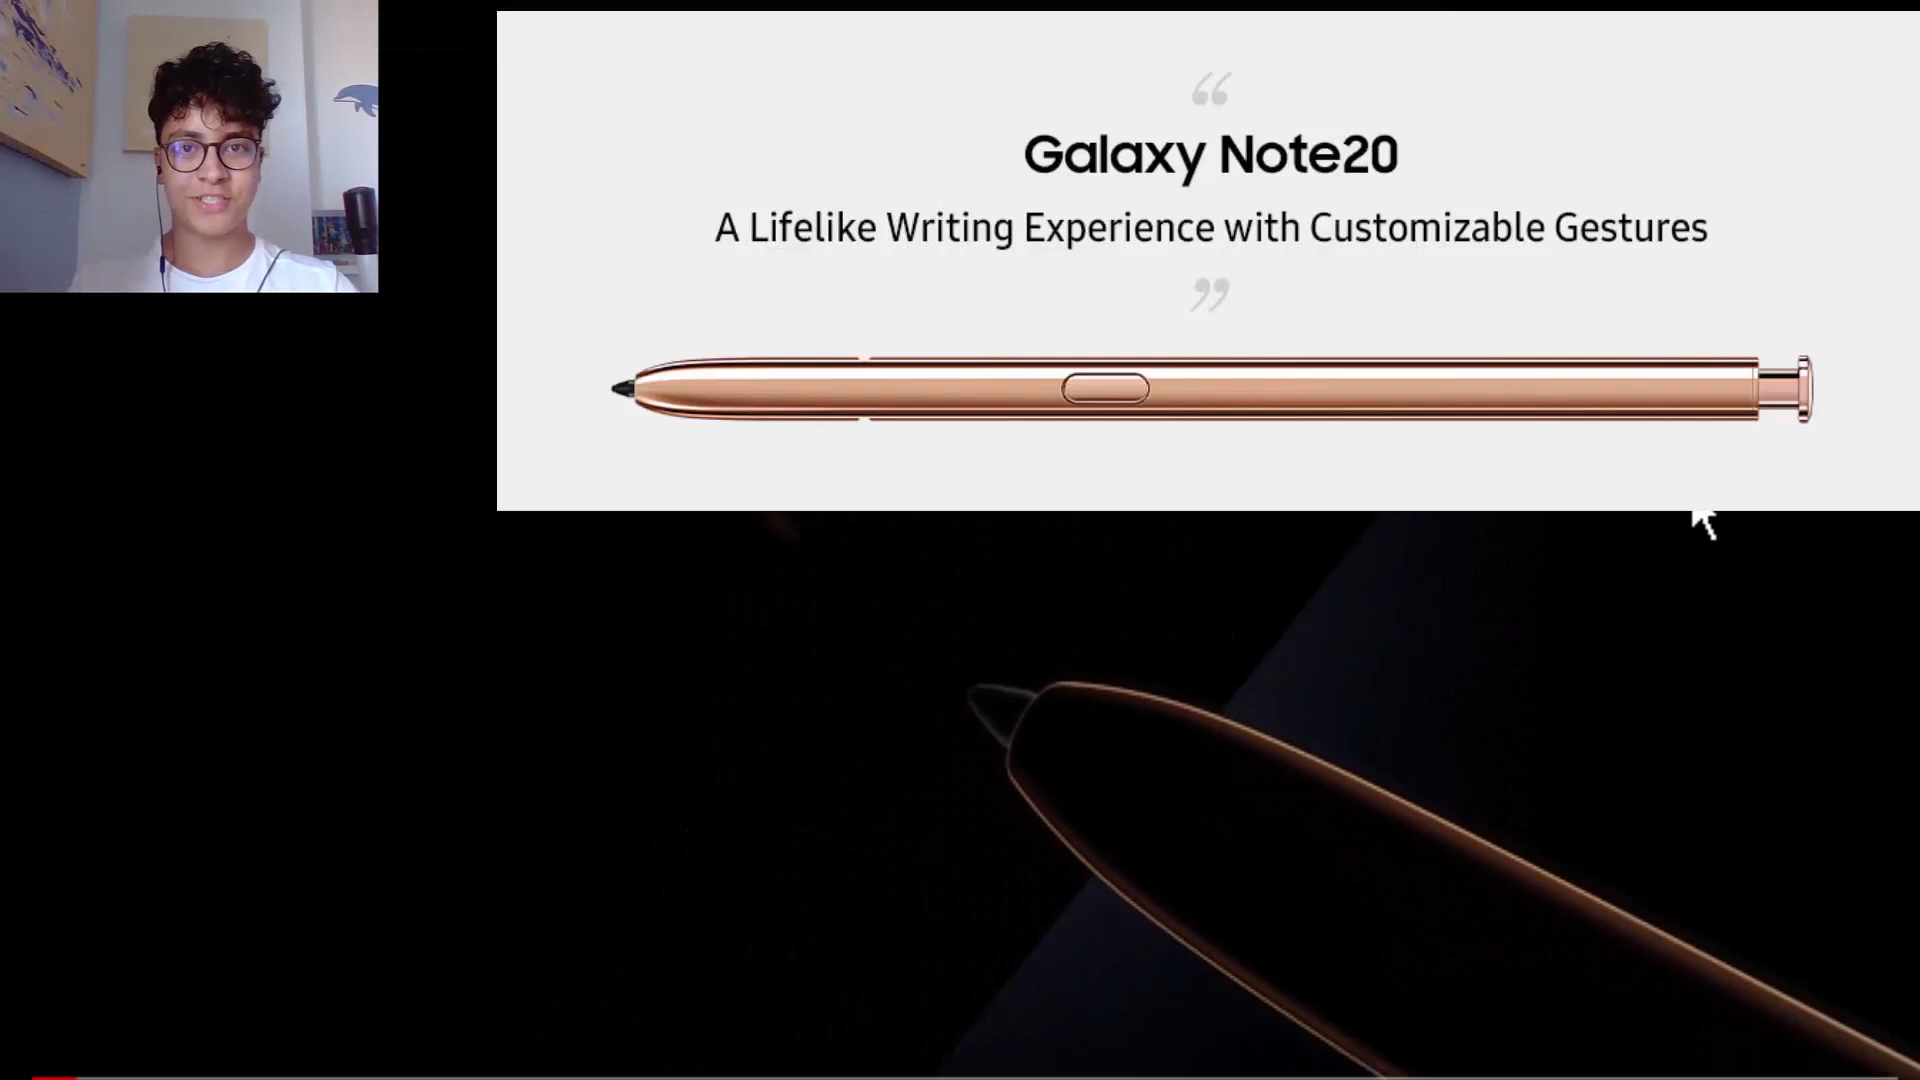 “
Galaxy Note20
A Lifelike Writing Experience with Customizable Gestures
”